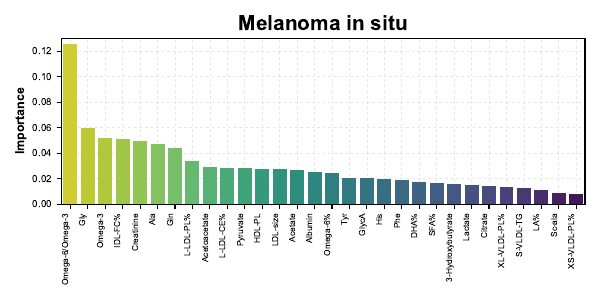 Melanoma in situ
Importance
0.12
0.10
0.08
0.06
0.04
0.02
0.00
Omega-6/Omega-3
Gly
Omega-3
IDL-FC%
Creatinine
Ala
Gln
L-LDL-PL%
Acetoacetate
L-LDL-CE%
Pyruvate
HDL-PL
LDL-size
Acetate
Albumin
Omega-6%
Tyr
GlycA
His
Phe
DHA%
SFA%
3-Hydroxybutyrate
Lactate
Citrate
XL-VLDL-PL%
S-VLDL-TG
LA%
XS-VLDL-PL%